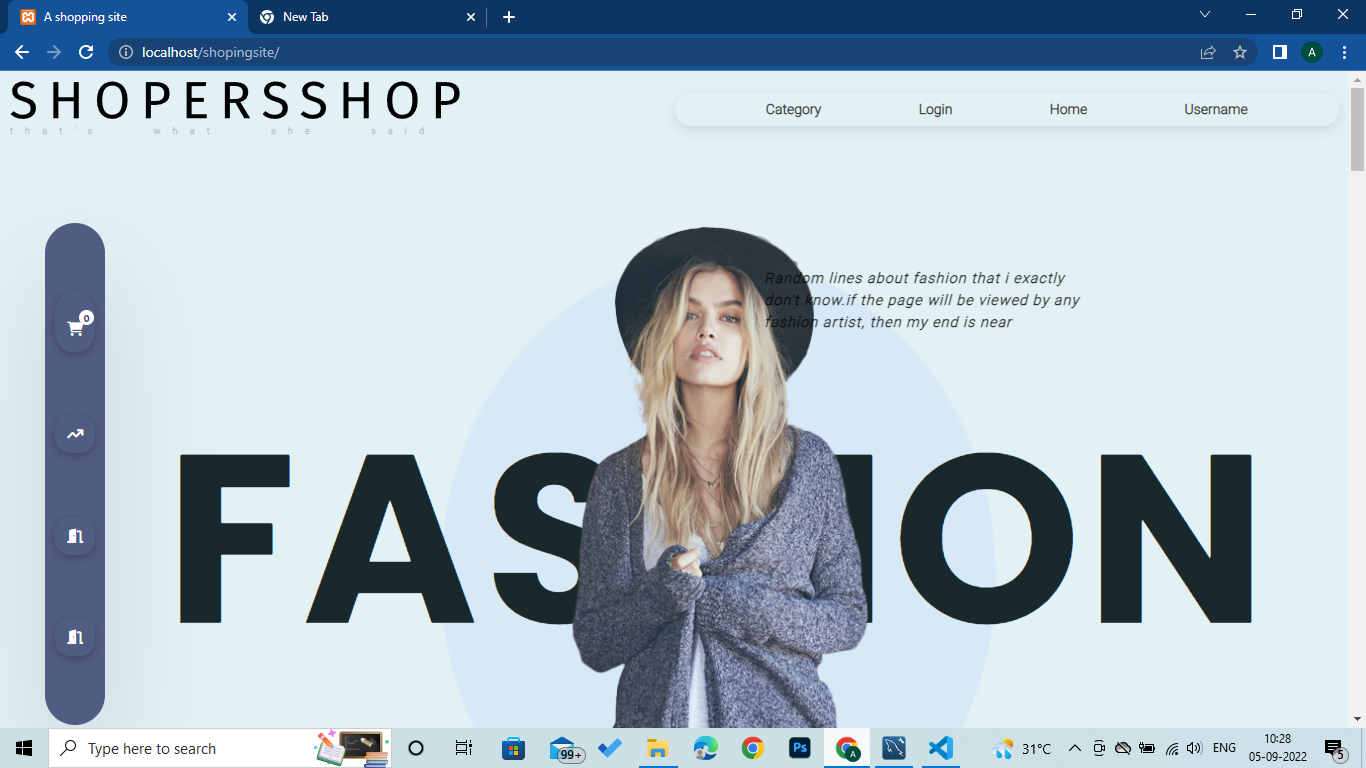 A shopping site
New Tab
localhost/shopingsite/
A
SHOPERSSHOP
that's what she said
Category
Login
Home
Username
0
Random lines about fashion that i exactly
don't know.if the page will be viewed by any
fashion artist, then my end is near
FASION
Type here to search
99+
Ps
A
31°C
ENG
10:28
05-09-2022
5